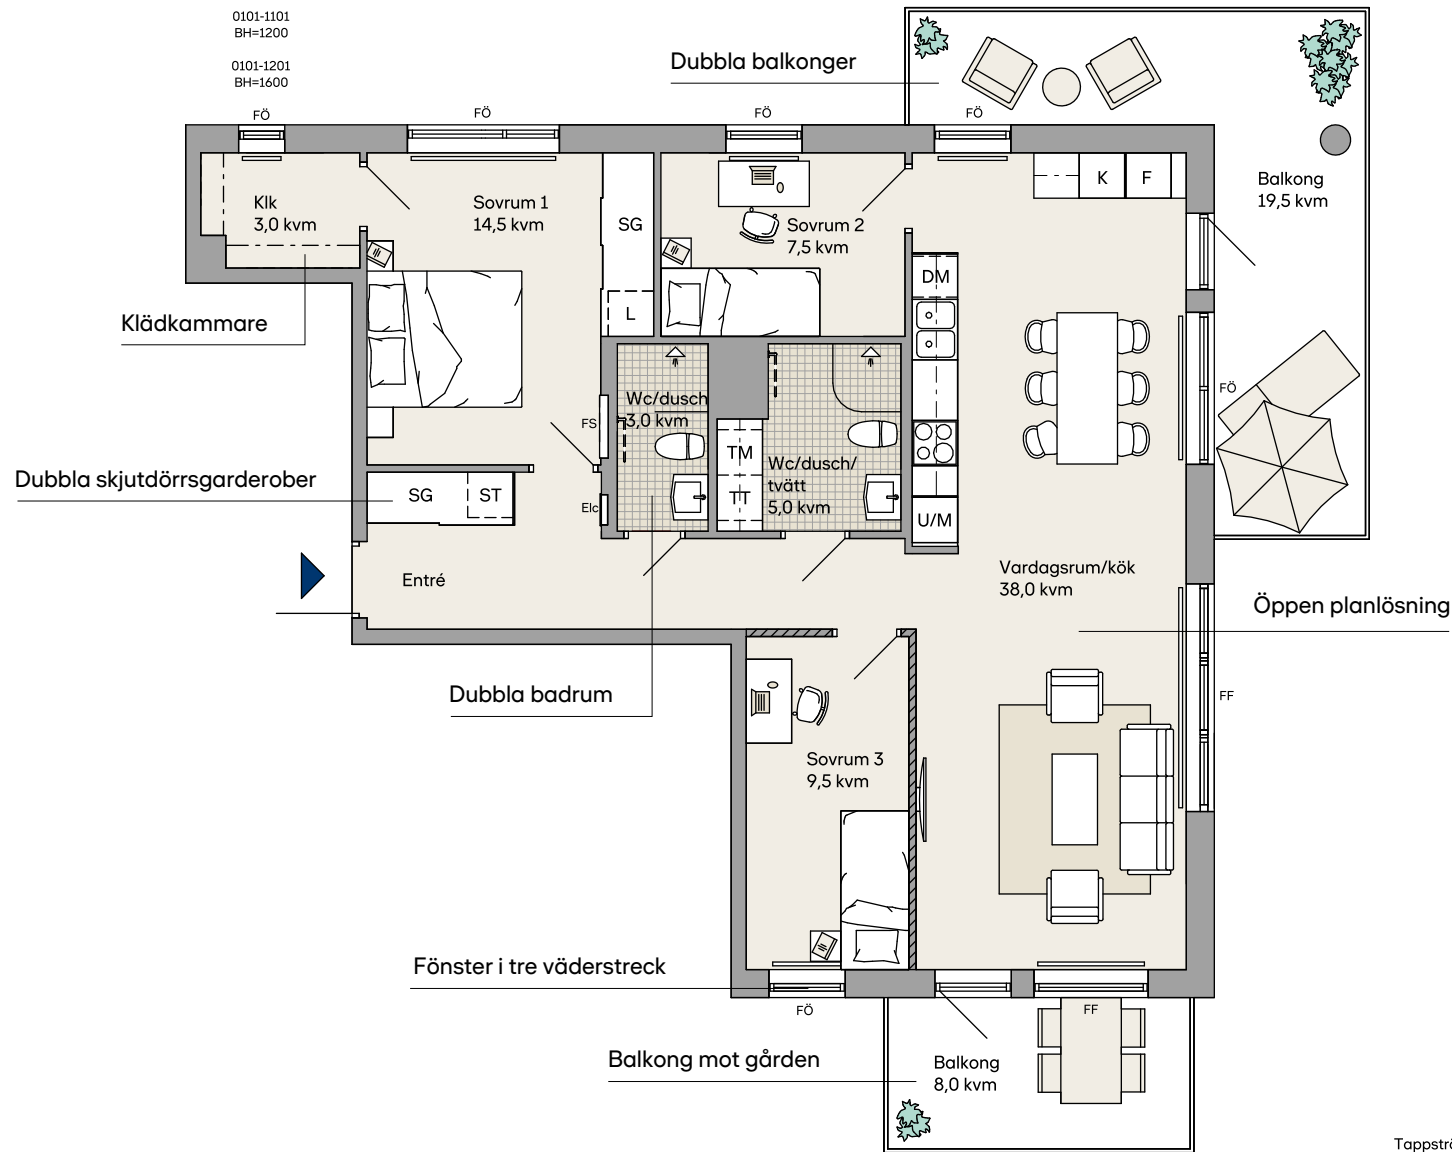 0101-1101
BH=1200
0101-1201
BH=1600
Dubbla balkonger
FÖ
FÖ
FÖ
FÖ
Klk
3,0 kvm
Sovrum 1
14,5 kvm
SG
L
Sovrum 2
7,5 kvm
K
F
Balkong
19,5 kvm
DM
Klädkammare
FÖ
Wc/dusch
3,0 kvm
FS
TM
TT
Wc/dusch/
tvätt
5,0 kvm
Dubbla skjutdörrsgarderober
SG
ST
Elc
U/M
Entré
Vardagsrum/kök
38,0 kvm
Öppen planlösning
Dubbla badrum
FF
Sovrum 3
9,5 kvm
Fönster i tre väderstreck
FÖ
FF
Balkong mot gården
Balkong
8,0 kvm